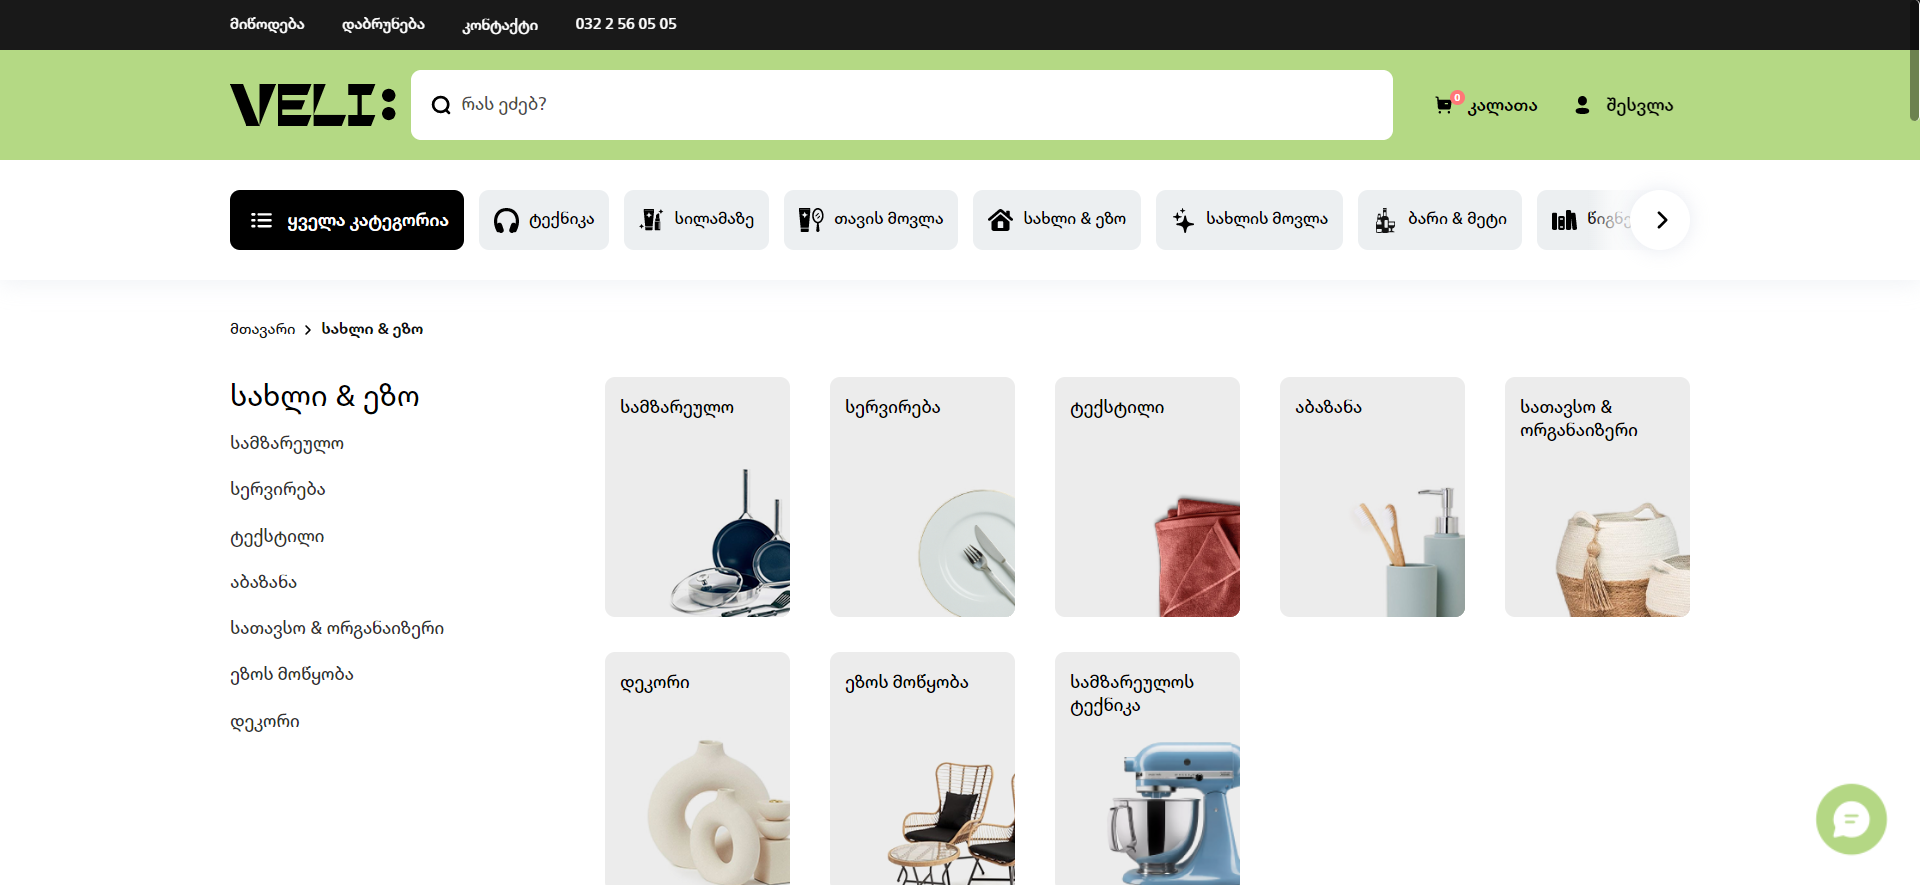 მიწოდება
დაბრუნება
კონტაქტი
032 2 56 05 05
VELI:
რას ეძებ?
0
კალათა
შესვლა
ყველა კატეგორია
ტექნიკა
სილამაზე
თავის მოვლა
სახლი & ეზო
სახლის მოვლა
ბარი & მეტი
მთავარი
სახლი & ეზო
სახლი & ეზო
სამზარეულო
სერვირება
ტექსტილი
აბაზანა
სათავსო & ორგანაიზერი
ეზოს მოწყობა
დეკორი
სამზარეულო
სერვირება
ტექსტილი
აბაზანა
სათავსო &
ორგანაიზერი
დეკორი
ეზოს მოწყობა
სამზარეულოს
ტექნიკა